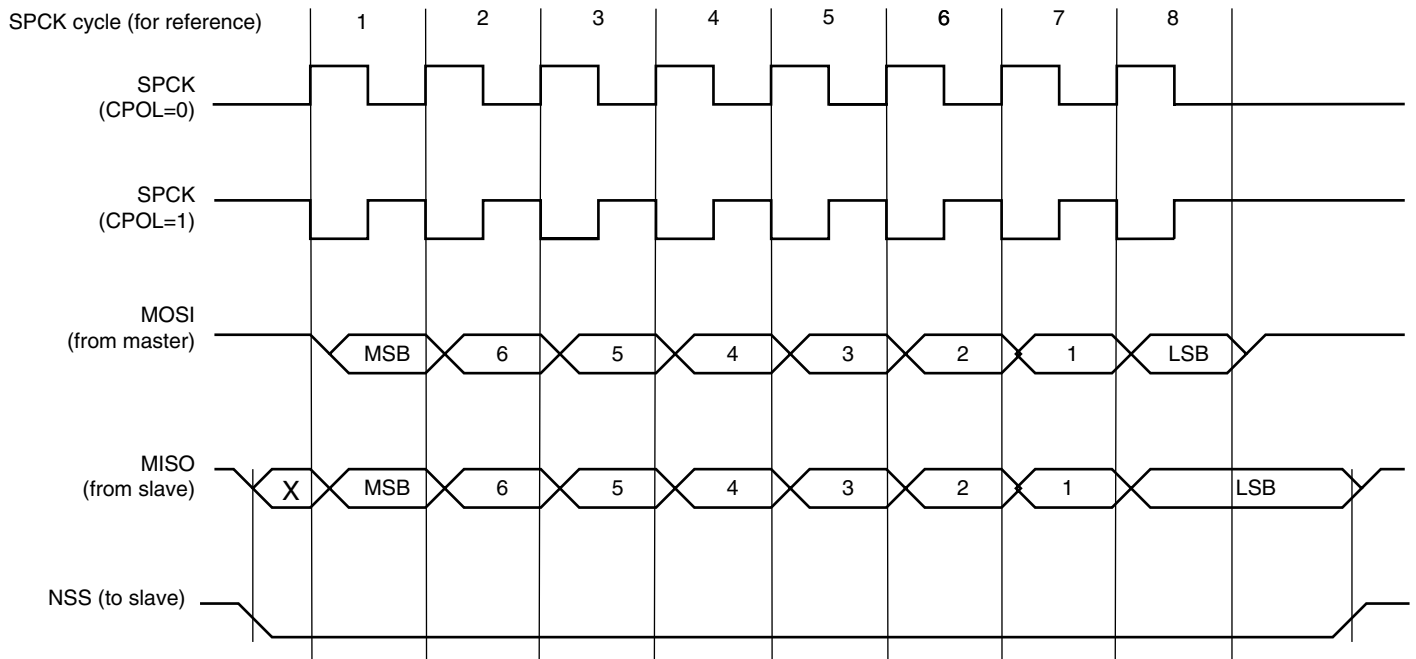 SPCK cycle (for reference) 1 2 3 4 5 6 7 8
SPCK
(CPOL=0)
SPCK
(CPOL=1)
MOSI
(from master)
MSB 6 5 4 3 2 1 LSB
MISO
(from slave)
X MSB 6 5 4 3 2 1 LSB
NSS (to slave)